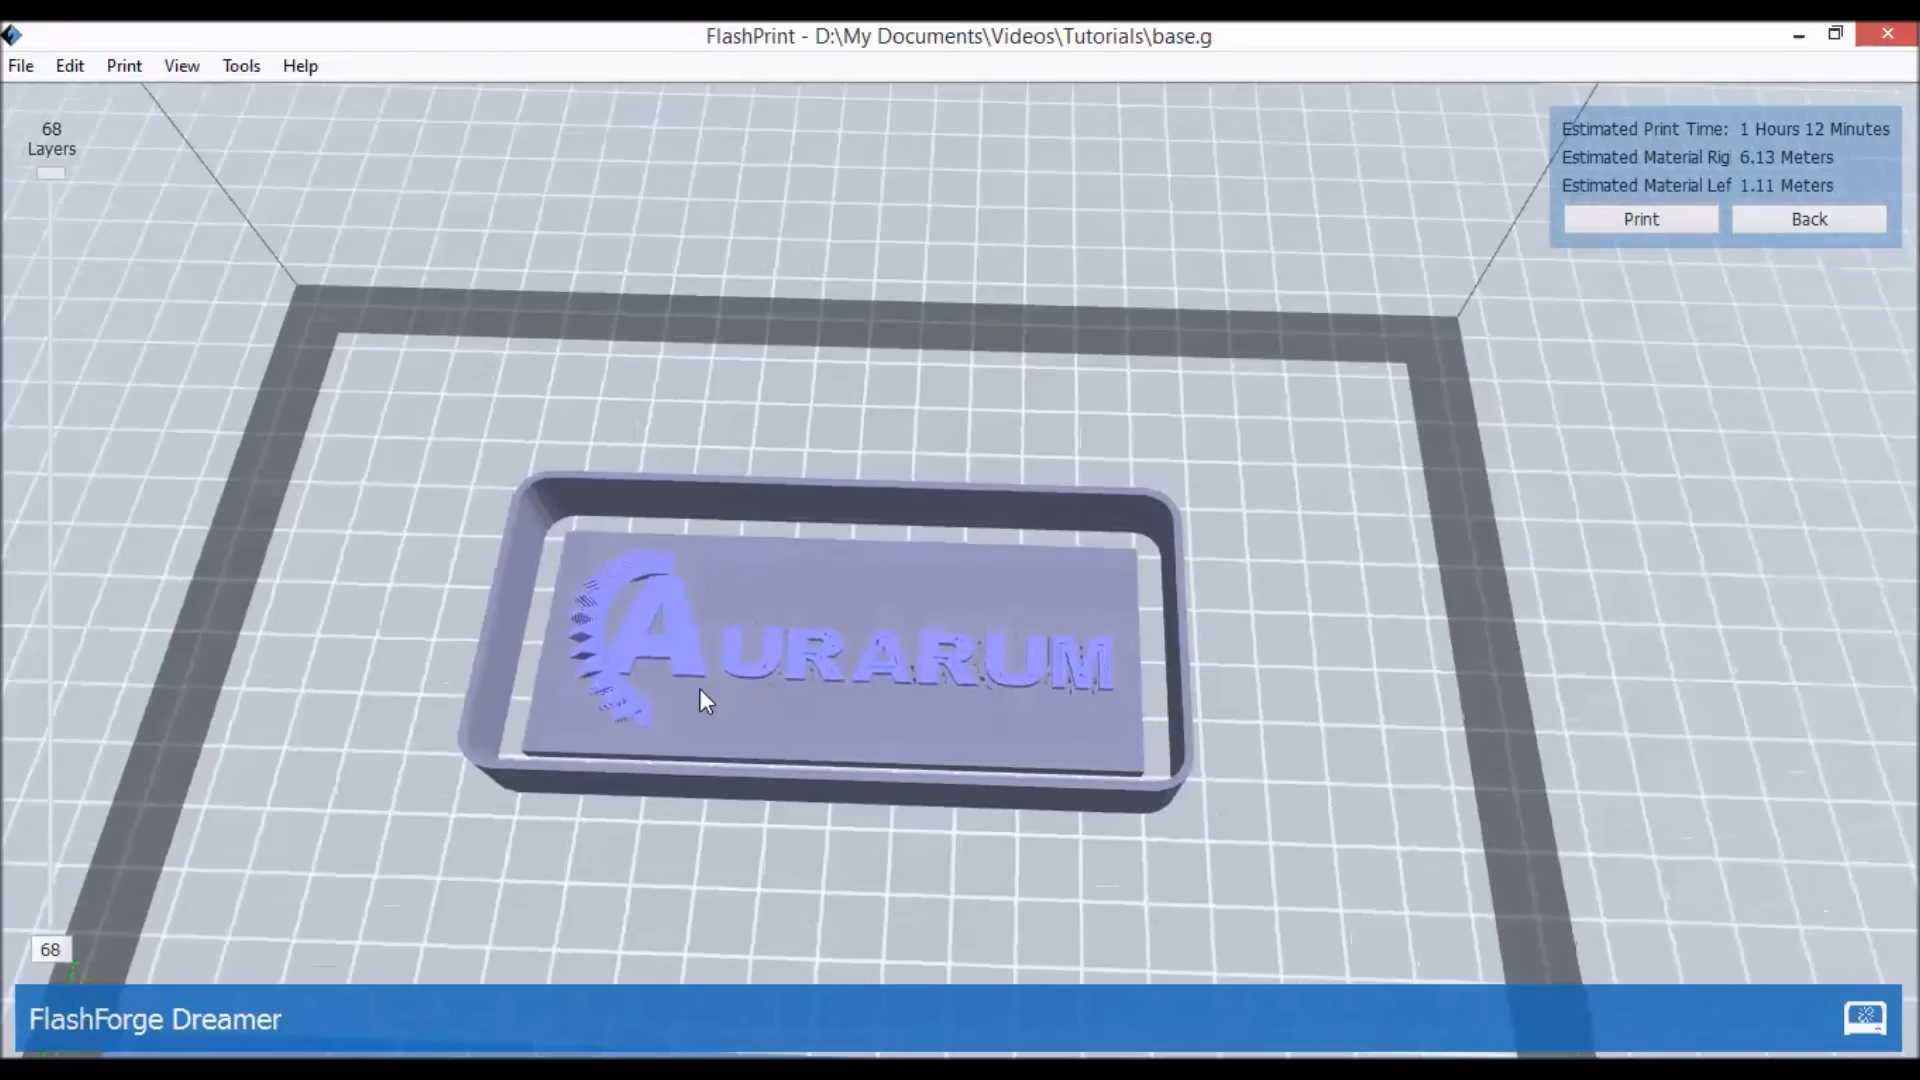 FlashPrint - D:\My Documents\Videos\Tutorials\base.g
File Edit Print View Tools Help
68
Layers
Estimated Print Time: 1 Hours 12 Minutes
Estimated Material Rig 6.13 Meters
Estimated Material Lef 1.11 Meters
Print Back
AURARUM
68
FlashForge Dreamer